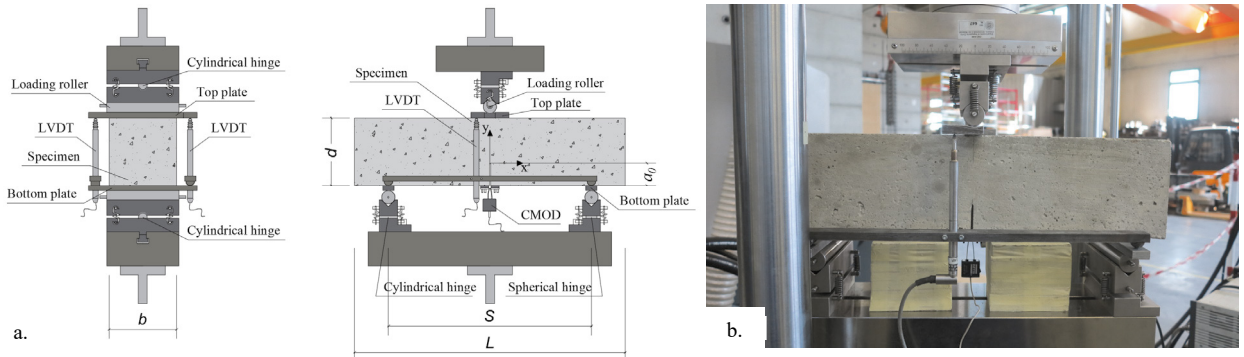 Cylindrical hinge
Loading roller
Top plate
LVDT
LVDT
Specimen
Bottom plate
Cylindrical hinge
b
a.
Specimen
Loading roller
LVDT
Top plate
y
d
x
a₀
CMOD
Bottom plate
Cylindrical hinge
Spherical hinge
S
L
b.